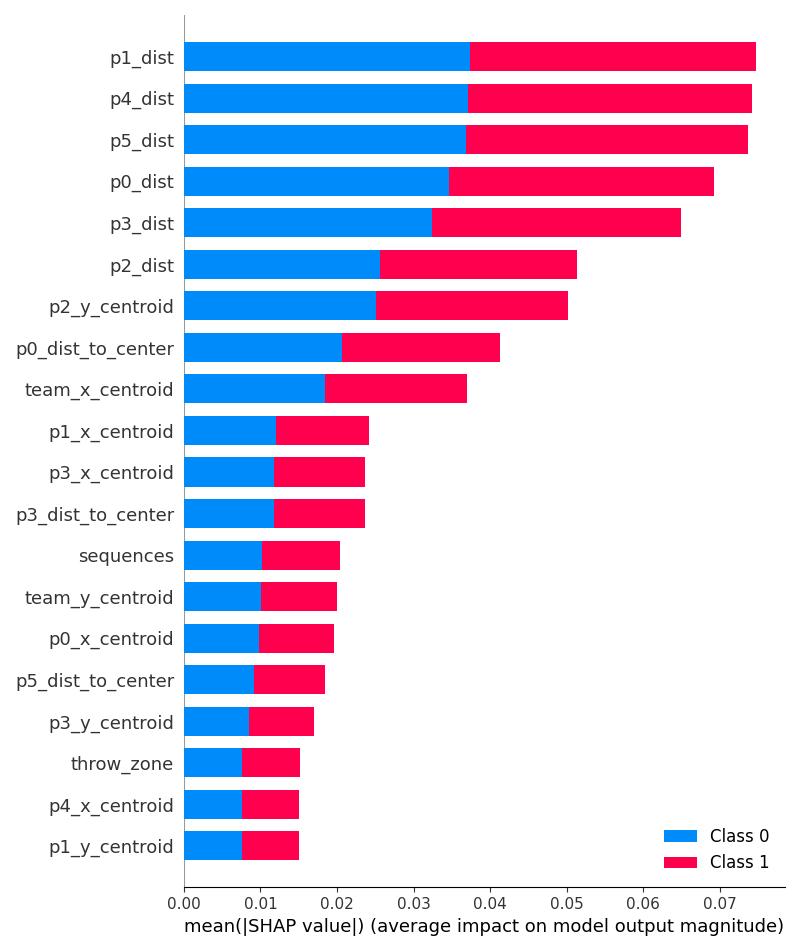 p1_dist
p4_dist
p5_dist
p0_dist
p3_dist
p2_dist
p2_y_centroid
p0_dist_to_center
team_x_centroid
p1_x_centroid
p3_x_centroid
p3_dist_to_center
sequences
team_y_centroid
p0_x_centroid
p5_dist_to_center
p3_y_centroid
throw_zone
p4_x_centroid
p1_y_centroid
Class 0
Class 1
0.00 0.01 0.02 0.03 0.04 0.05 0.06 0.07
mean(|SHAP value|) (average impact on model output magnitude)